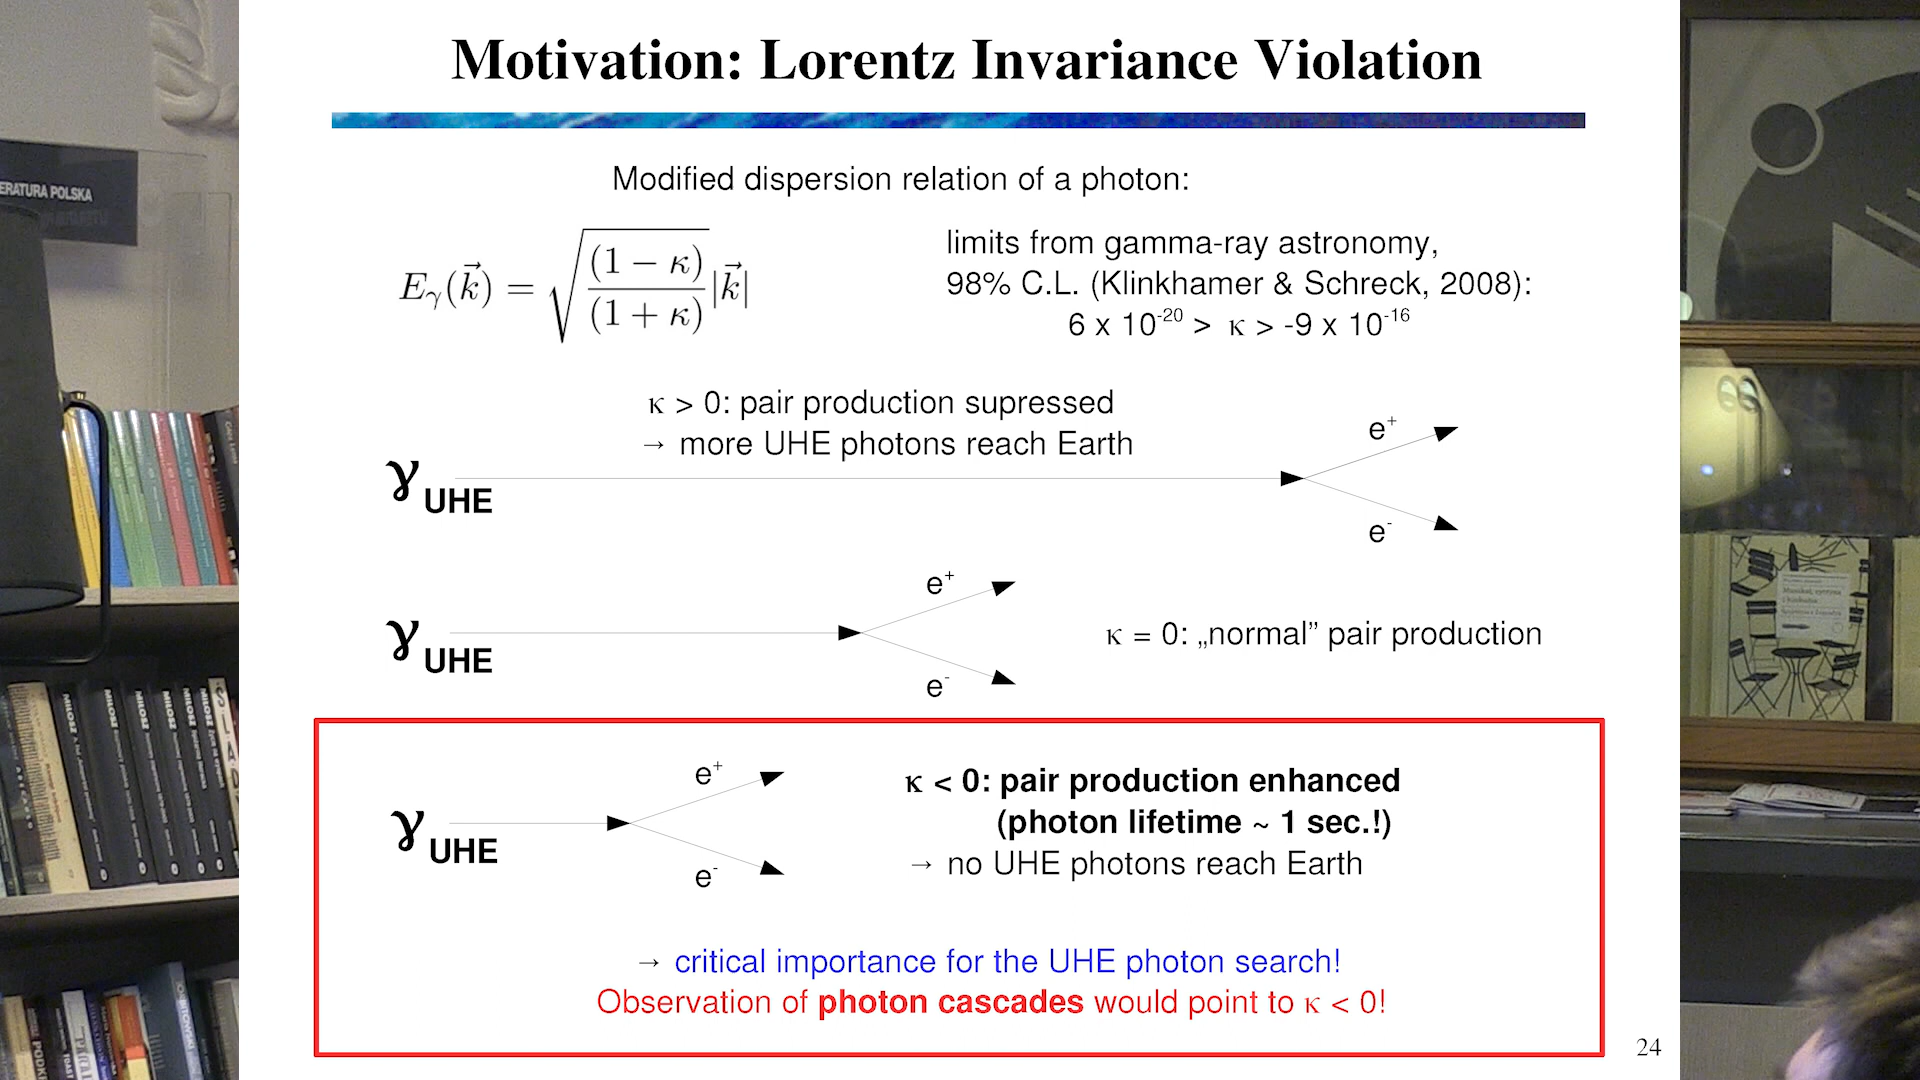 Motivation: Lorentz Invariance Violation
Modified dispersion relation of a photon:
E_γ(k⃗) = √((1 − κ)/(1 + κ)) |k⃗|
limits from gamma-ray astronomy,
98% C.L. (Klinkhamer & Schreck, 2008):
6 x 10^-20 > κ > -9 x 10^-16
κ > 0: pair production supressed
→ more UHE photons reach Earth
γ UHE
e+
e-
γ UHE
e+
e-
κ = 0: „normal” pair production
γ UHE
e+
e-
κ < 0: pair production enhanced
(photon lifetime ~ 1 sec.!)
→ no UHE photons reach Earth
→ critical importance for the UHE photon search!
Observation of photon cascades would point to κ < 0!
24
ERATURA POLSKA
MIŁOSZ
MIŁOSZ
MIŁOSZ
MIŁOSZ
MIŁOSZ